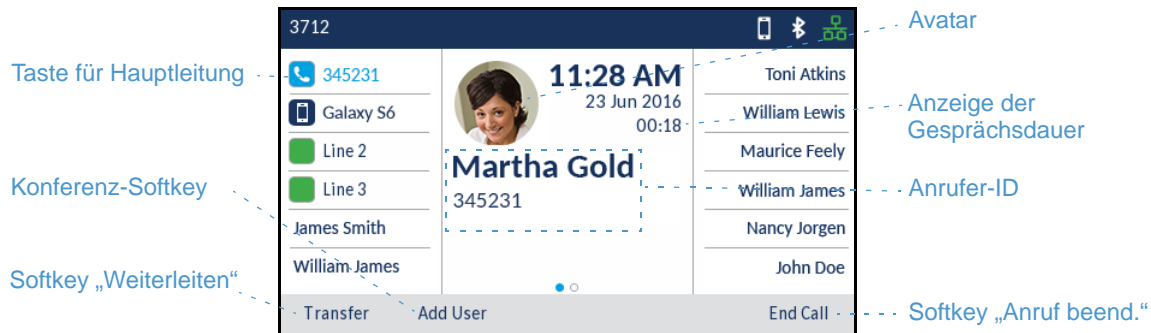 Avatar
3712
Taste für Hauptleitung
345231
11:28 AM
Toni Atkins
23 Jun 2016
Galaxy S6
00:18
William Lewis
Anzeige der
Gesprächsdauer
Line 2
Maurice Feely
Martha Gold
Konferenz-Softkey
Line 3
345231
William James
Anrufer-ID
James Smith
Nancy Jorgen
William James
John Doe
Softkey „Weiterleiten“
Transfer
Add User
End Call
Softkey „Anruf beend.“